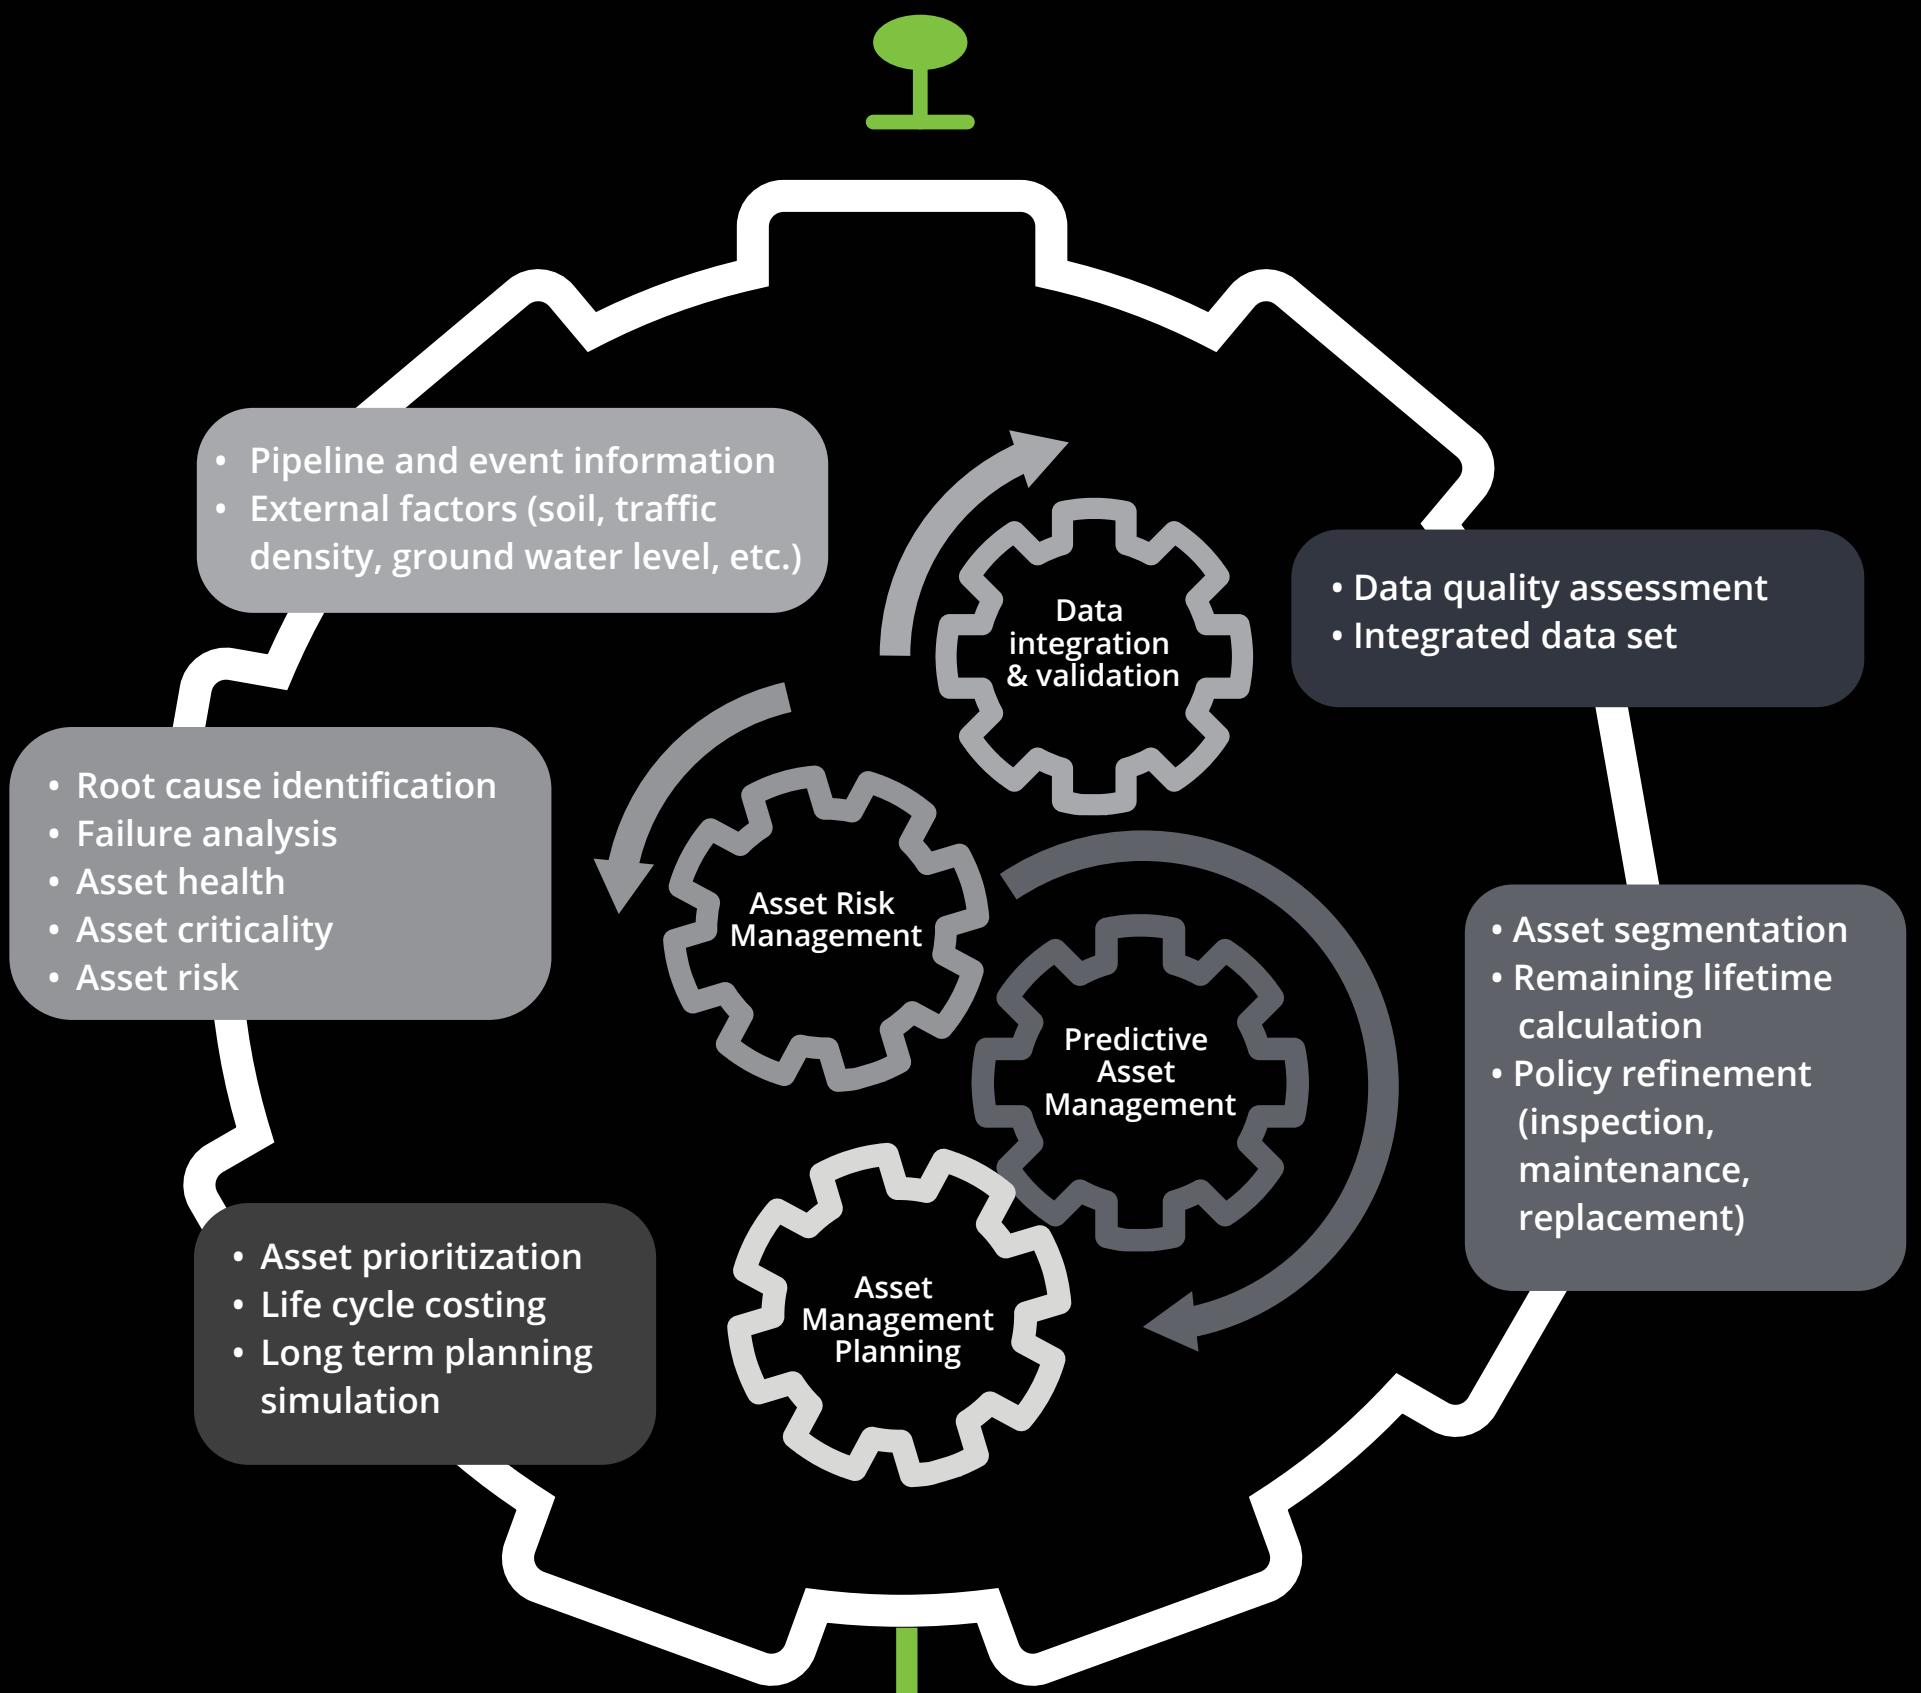 • Pipeline and event information
• External factors (soil, traffic
density, ground water level, etc.)
• Data quality assessment
• Integrated data set
Data
integration
& validation
• Root cause identification
• Failure analysis
• Asset health
• Asset criticality
• Asset risk
Asset Risk
Management
• Asset segmentation
• Remaining lifetime
calculation
• Policy refinement
(inspection,
maintenance,
replacement)
Predictive
Asset
Management
• Asset prioritization
• Life cycle costing
• Long term planning
simulation
Asset
Management
Planning